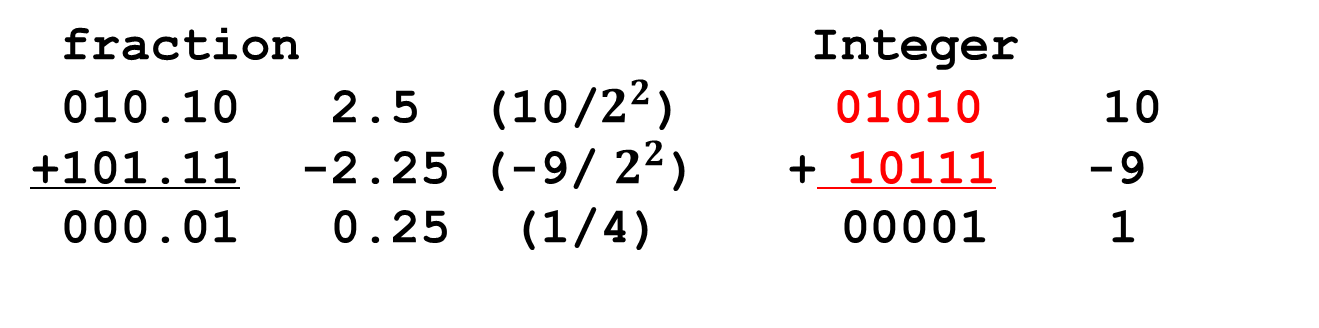 fraction Integer
010.10 2.5 (10/2²) 01010 10
+101.11 -2.25 (-9/ 2²) + 10111 -9
000.01 0.25 (1/4) 00001 1